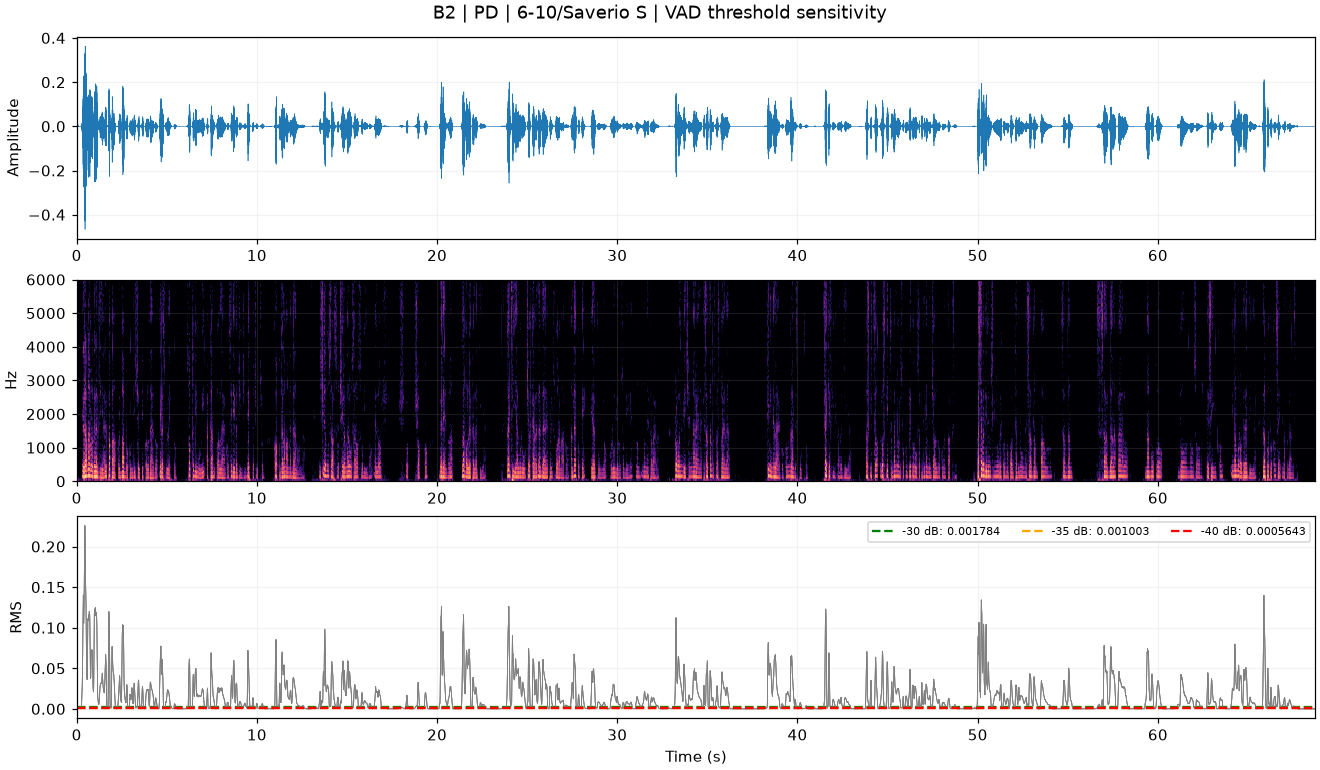 B2 | PD | 6-10/Saverio S | VAD threshold sensitivity
0.4
0.2
0.0
−0.2
−0.4
Amplitude
0 10 20 30 40 50 60
6000
5000
4000
3000
2000
1000
0
Hz
0 10 20 30 40 50 60
-30 dB: 0.001784 -35 dB: 0.001003 -40 dB: 0.0005643
0.20
0.15
0.10
0.05
0.00
RMS
0 10 20 30 40 50 60
Time (s)